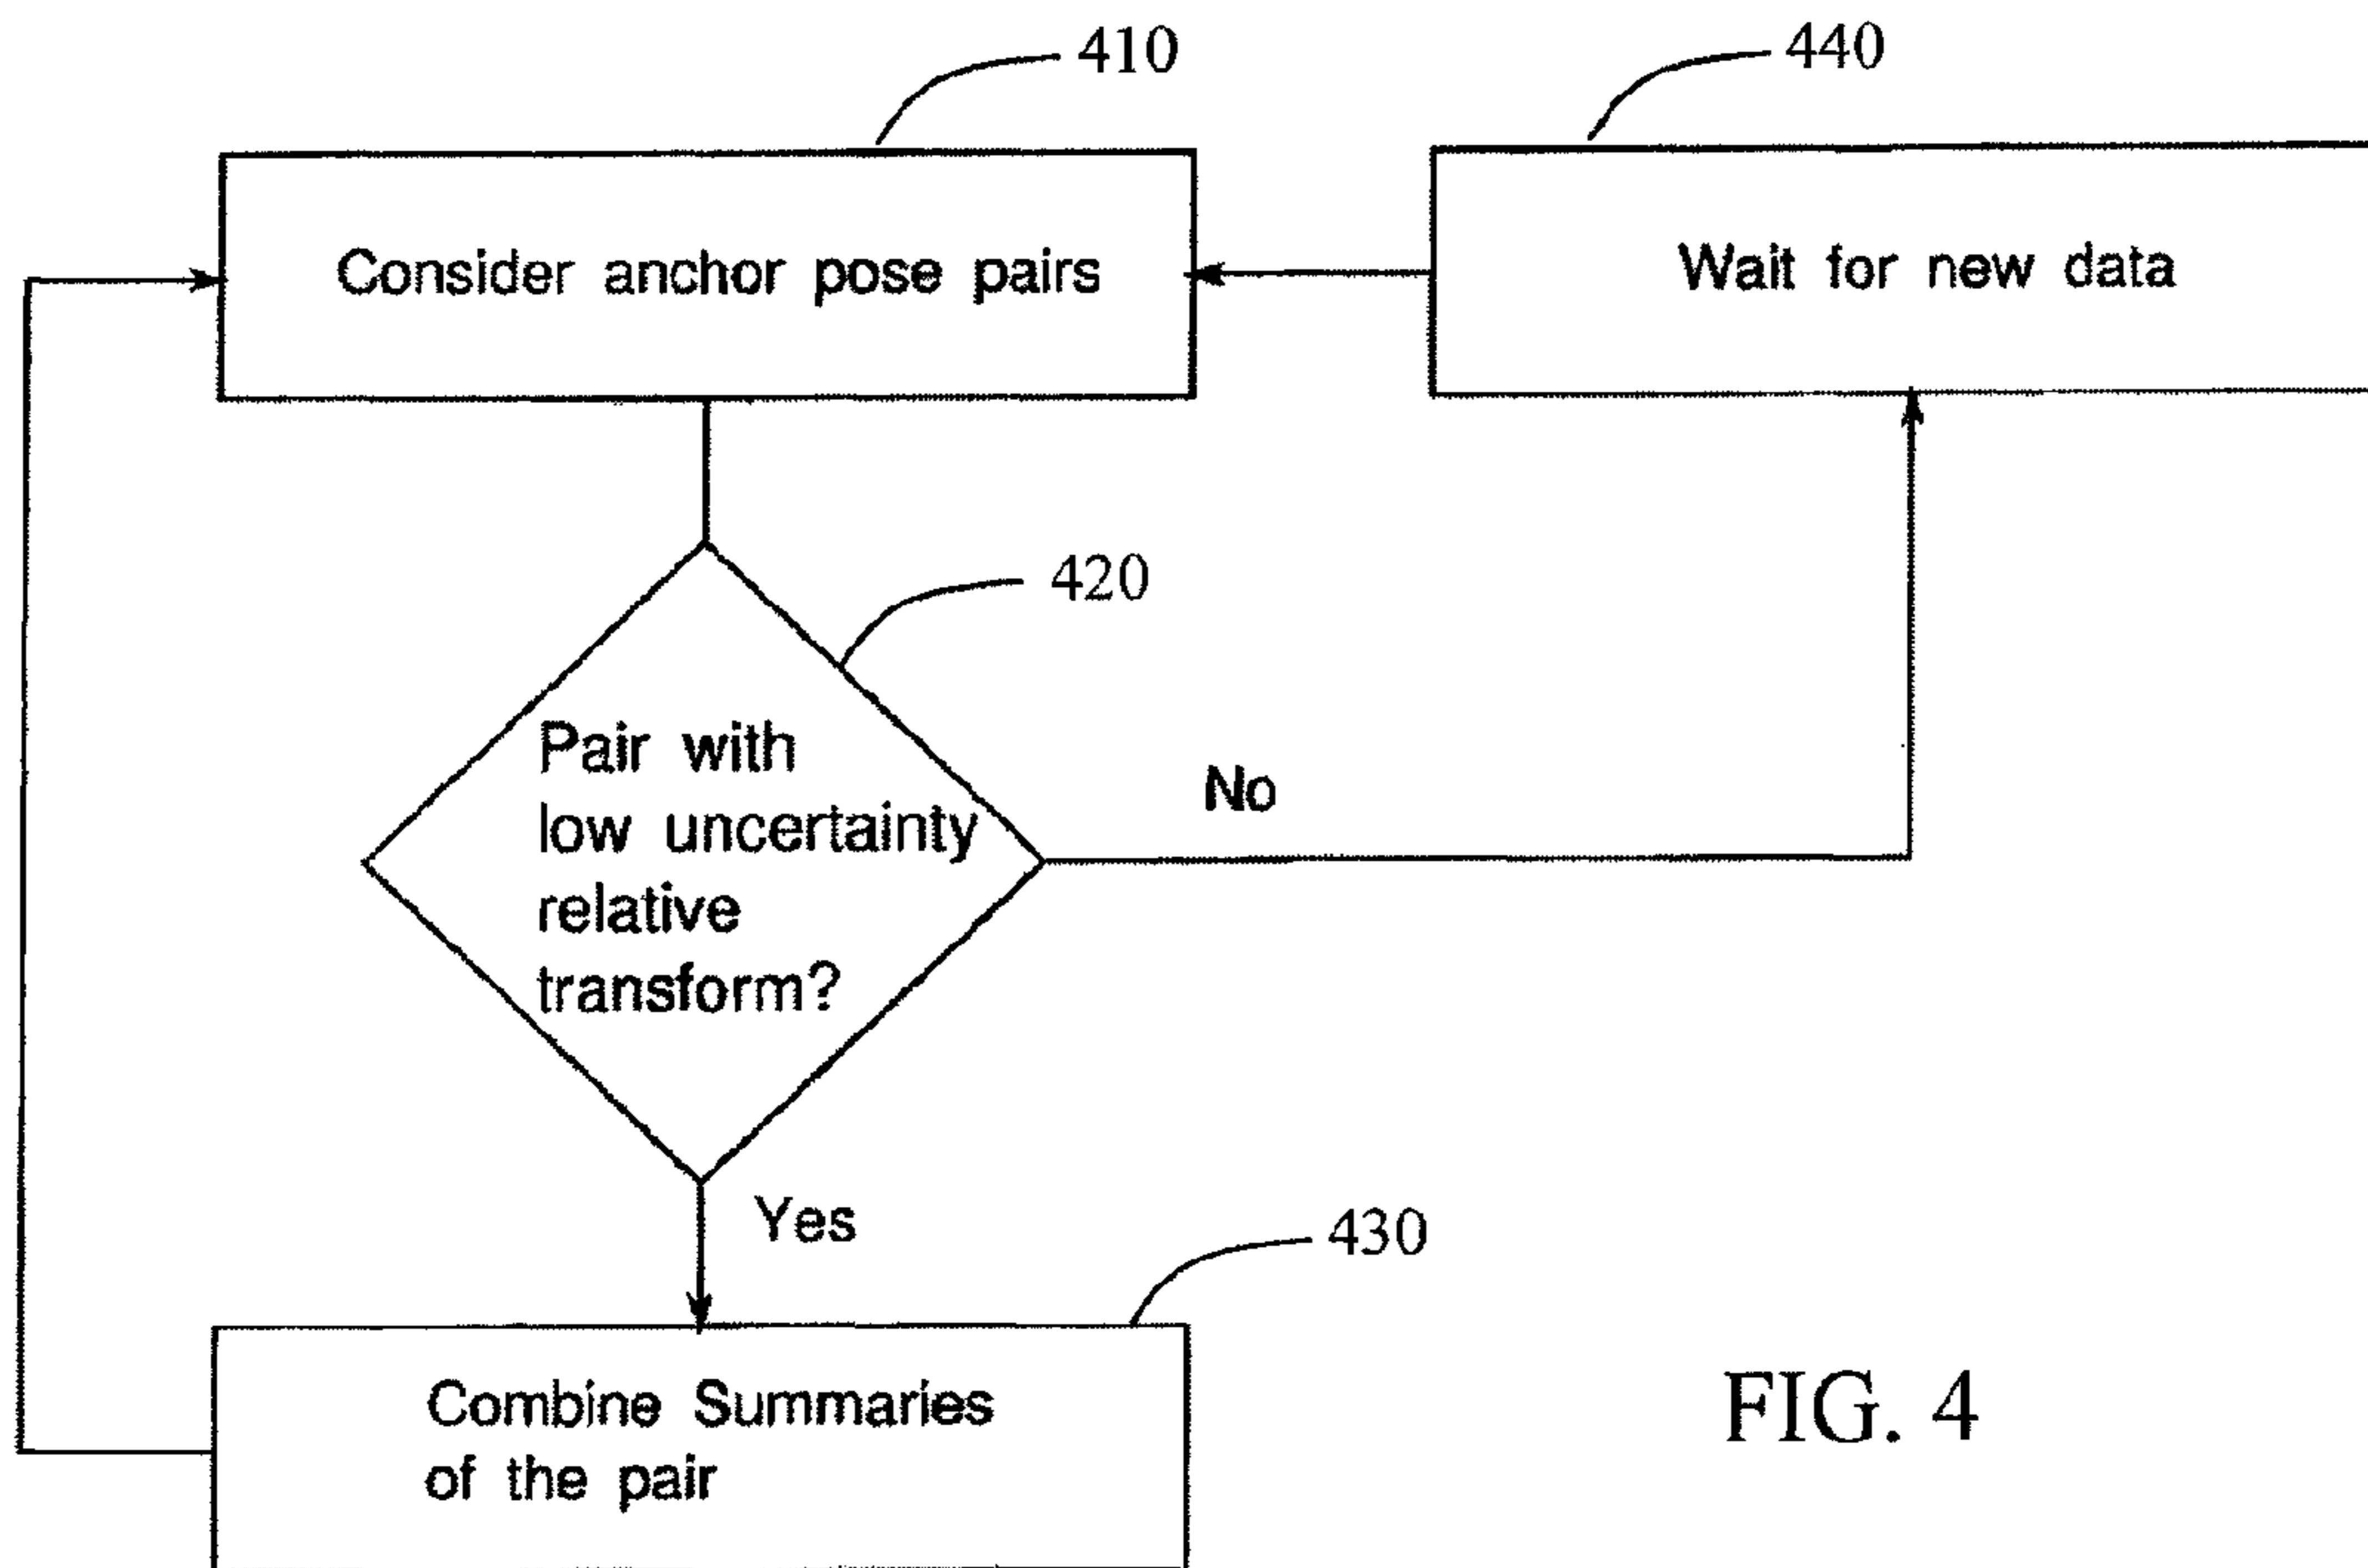 410
440
Consider anchor pose pairs
Wait for new data
420
Pair with
low uncertainty
relative
transform?
No
Yes
430
Combine Summaries
of the pair
FIG. 4